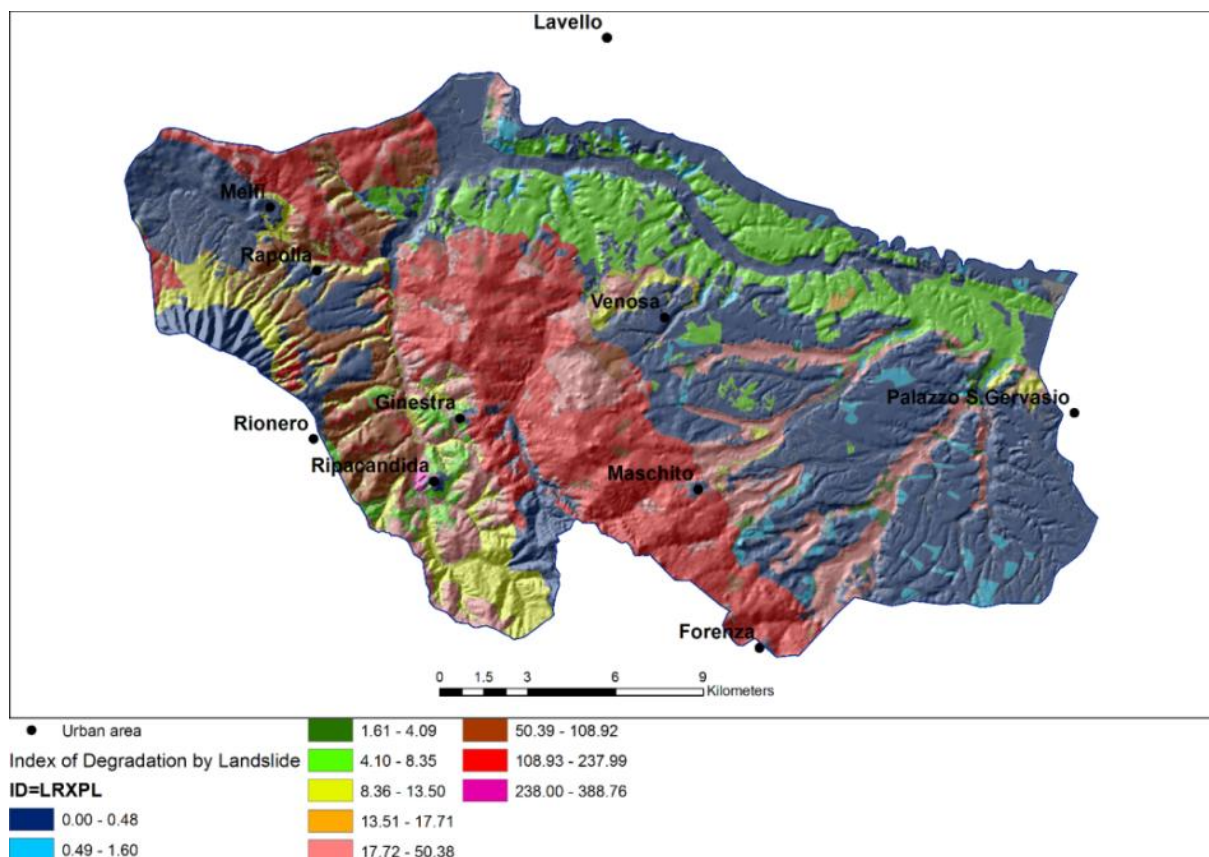 Lavello
Melfi
Rapolla
Venosa
Ginestra
Palazzo S.Gervasio
Rionero
Ripacandida
Maschito
Forenza
0 1.5 3 6 9
Kilometers
Urban area
Index of Degradation by Landslide
ID=LRXPL
0.00 - 0.48
0.49 - 1.60
1.61 - 4.09
4.10 - 8.35
8.36 - 13.50
13.51 - 17.71
17.72 - 50.38
50.39 - 108.92
108.93 - 237.99
238.00 - 388.76